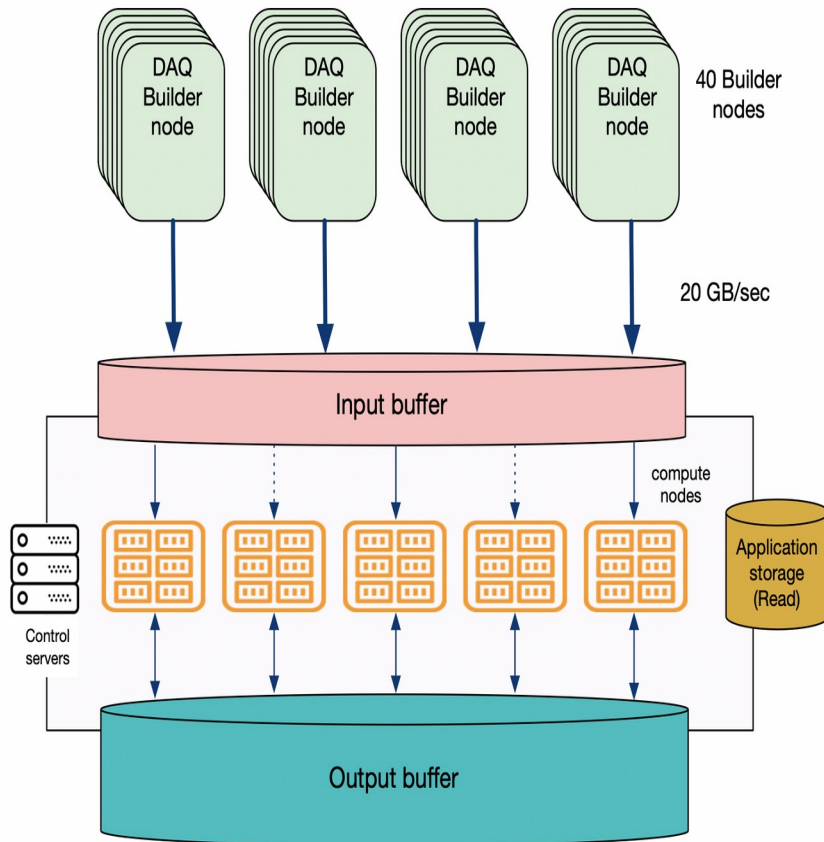 DAQ
Builder
node
DAQ
Builder
node
DAQ
Builder
node
DAQ
Builder
node
40 Builder
nodes
20 GB/sec
Input buffer
compute
nodes
Control
servers
Application
storage
(Read)
Output buffer